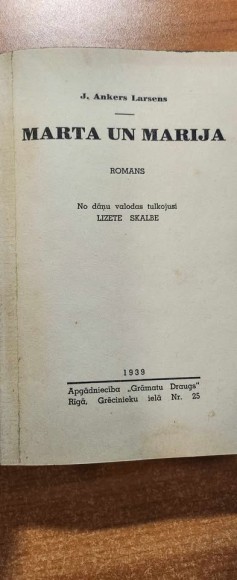 J. Ankers Larsens
MARTA UN MARIJA
ROMANS
No dāņu valodas tulkojusi
LIZETE SKALBE
1939
Apgādniecība „Grāmatu Draugs"
Rīgā, Grēcinieku ielā Nr. 25